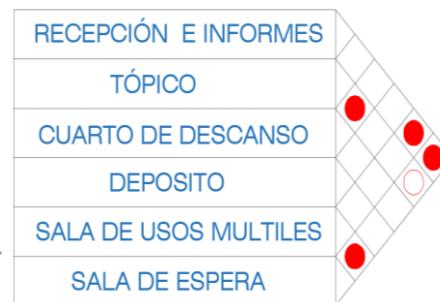 RECEPCIÓN E INFORMES
TÓPICO
CUARTO DE DESCANSO
DEPOSITO
SALA DE USOS MULTILES
SALA DE ESPERA